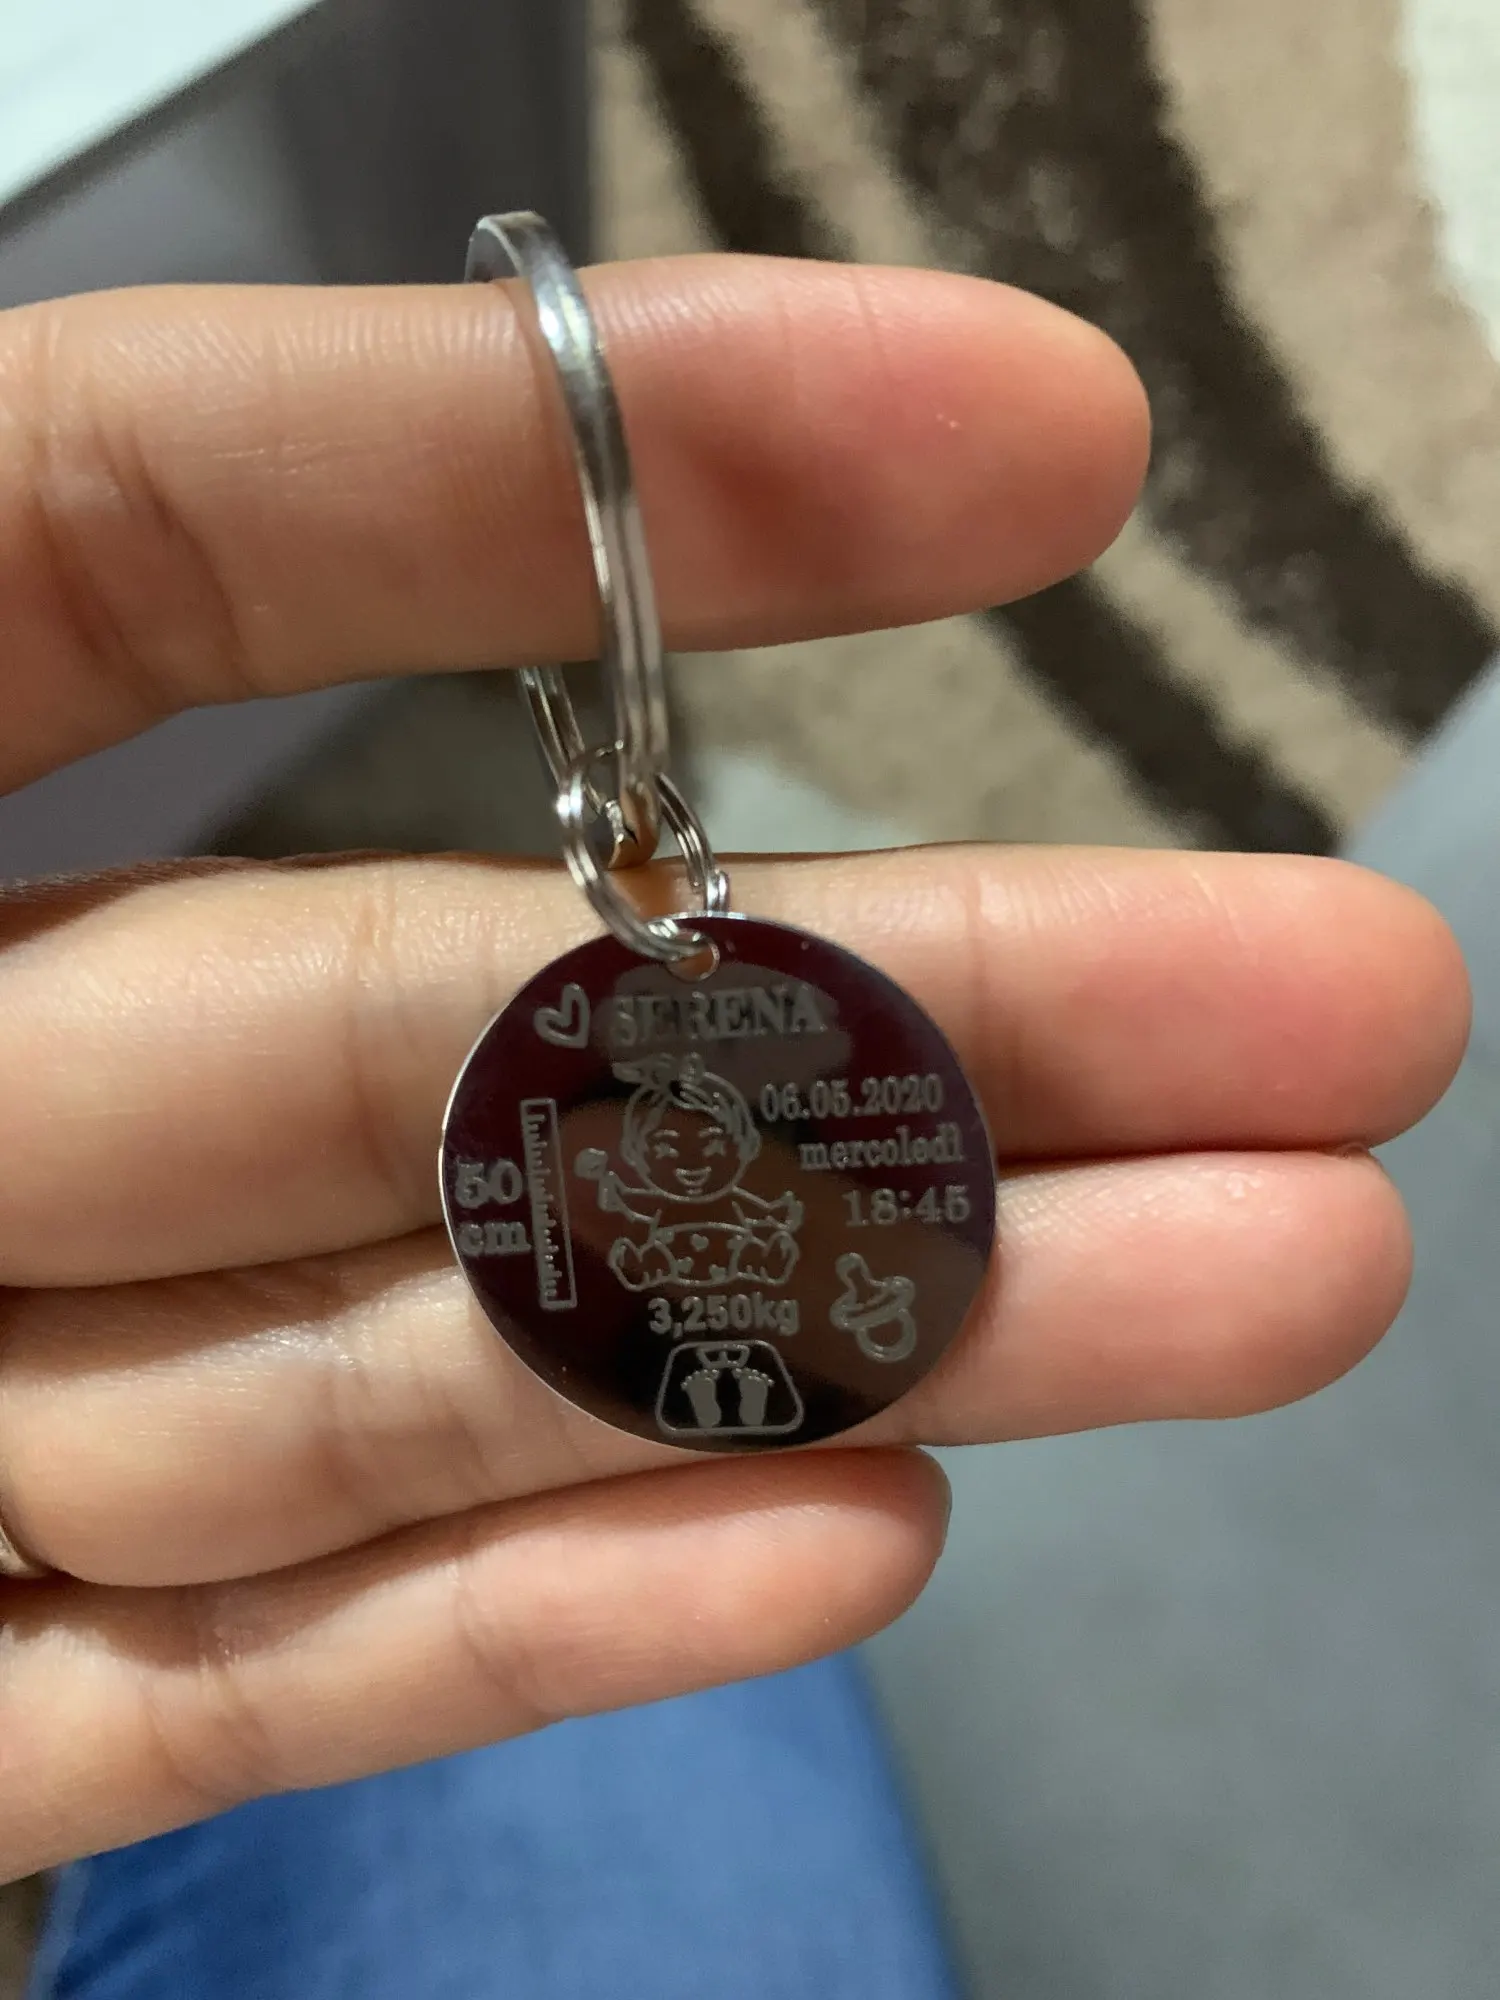 SERENA
06.05.2020
mercoledì
18:45
50
cm
3,250kg